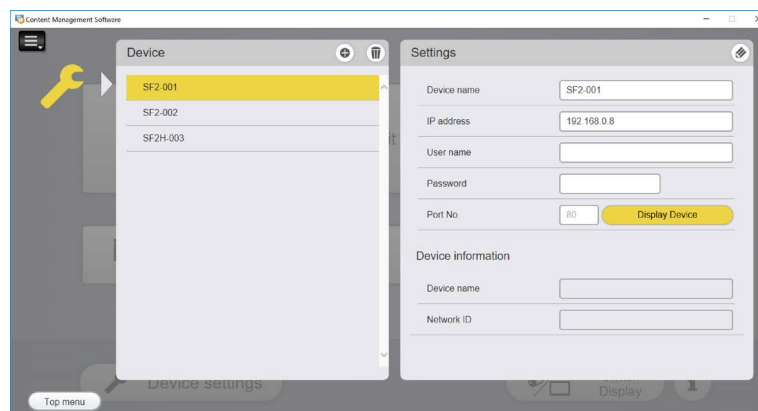 Content Management Software
Device
SF2-001
SF2-002
SF2H-003
Settings
Device name
SF2-001
IP address
192.168.0.8
User name
Password
Port No.
80
Display Device
Device information
Device name
Network ID
it
Device settings
Display
Top menu